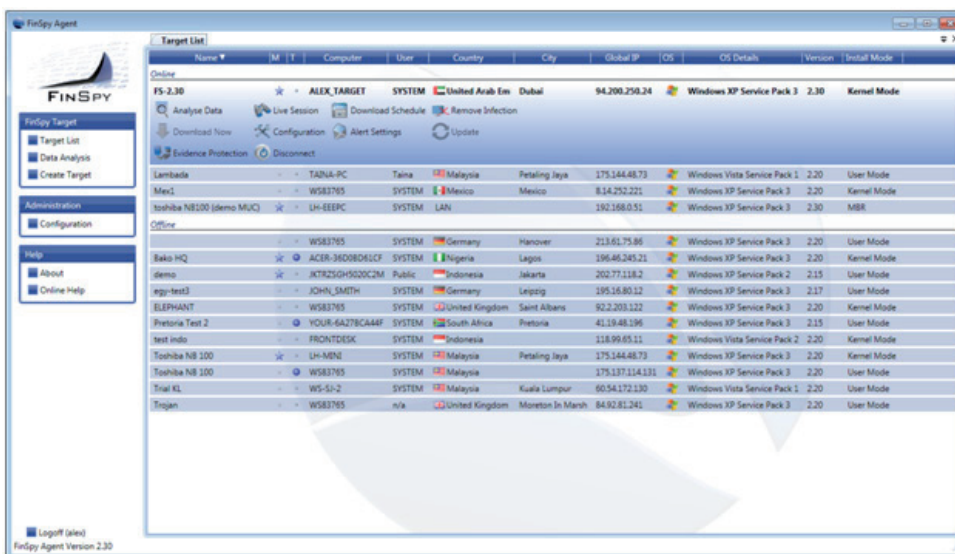 FinSpy Agent
FINSPY
FinSpy Target
Target List
Data Analysis
Create Target
Administration
Configuration
Help
About
Online Help
Logoff (alex)
FinSpy Agent Version 2.30
Target List
Name M T Computer User Country City Global IP OS OS Details Version Install Mode
Online
FS-2.30 ALEX_TARGET SYSTEM United Arab Em Dubai 94.200.250.24 Windows XP Service Pack 3 2.30 Kernel Mode
Analyse Data Live Session Download Schedule Remove Infection
Download Now Configuration Alert Settings Update
Evidence Protection Disconnect
Lambada TAINA-PC Taina Malaysia Petaling Jaya 175.144.48.73 Windows Vista Service Pack 1 2.20 User Mode
Mex1 WS83765 SYSTEM Mexico Mexico 8.14.252.221 Windows XP Service Pack 3 2.20 Kernel Mode
toshiba NB100 (demo MUC) LH-EEEPC SYSTEM LAN 192.168.0.51 Windows XP Service Pack 3 2.30 MBR
Offline
WS83765 SYSTEM Germany Hanover 213.61.75.86 Windows XP Service Pack 3 2.20 User Mode
Bako HQ ACER-36D0BD61CF SYSTEM Nigeria Lagos 196.46.245.21 Windows XP Service Pack 3 2.20 Kernel Mode
demo JKTRZSGH5020C2M Public Indonesia Jakarta 202.77.118.2 Windows XP Service Pack 2 2.15 User Mode
egy-test3 JOHN_SMITH SYSTEM Germany Leipzig 195.16.80.12 Windows XP Service Pack 3 2.17 User Mode
ELEPHANT WS83765 SYSTEM United Kingdom Saint Albans 92.2.203.122 Windows XP Service Pack 3 2.20 Kernel Mode
Pretoria Test 2 YOUR-6A27BCA44F SYSTEM South Africa Pretoria 41.19.48.196 Windows XP Service Pack 3 2.15 User Mode
test indo FRONTDESK SYSTEM Indonesia 118.99.65.11 Windows Vista Service Pack 2 2.20 Kernel Mode
Toshiba NB 100 LH-MINI SYSTEM Malaysia Petaling Jaya 175.144.48.73 Windows XP Service Pack 3 2.20 Kernel Mode
Toshiba NB 100 WS83765 SYSTEM Malaysia 175.137.114.131 Windows XP Service Pack 3 2.20 User Mode
Trial KL WS-SJ-2 SYSTEM Malaysia Kuala Lumpur 60.54.172.130 Windows Vista Service Pack 1 2.20 User Mode
Trojan WS83765 n/a United Kingdom Moreton In Marsh 84.92.81.241 Windows XP Service Pack 3 2.20 User Mode